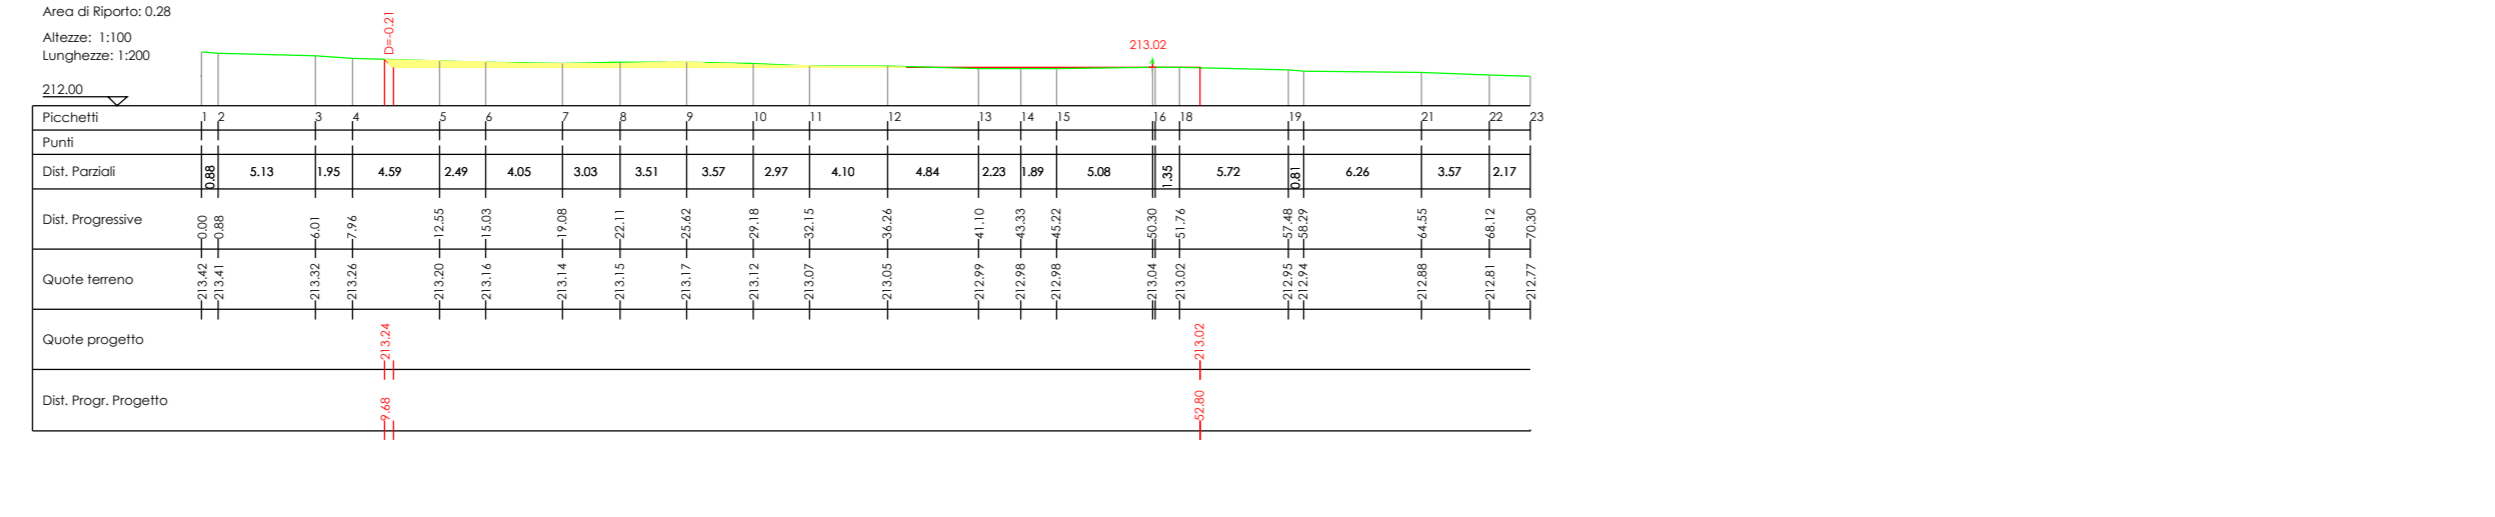 Area di Riporto: 0.28
Altezze: 1:100
Lunghezze: 1:200
D=-0.21
213.02
212.00
Picchetti 1 2 3 4 5 6 7 8 9 10 11 12 13 14 15 16 18 19 21 22 23
Punti
Dist. Parziali 0.88 5.13 1.95 4.59 2.49 4.05 3.03 3.51 3.57 2.97 4.10 4.84 2.23 1.89 5.08 1.35 5.72 0.81 6.26 3.57 2.17
Dist. Progressive 0.00 0.88 6.01 7.96 12.55 15.03 19.08 22.11 25.62 29.18 32.15 36.26 41.10 43.33 45.22 50.30 51.76 57.48 58.29 64.55 68.12 70.30
Quote terreno 213.42 213.41 213.32 213.26 213.20 213.16 213.14 213.15 213.17 213.12 213.07 213.05 212.99 212.98 212.98 213.04 213.02 212.95 212.94 212.88 212.81 212.77
Quote progetto 213.24 213.02
Dist. Progr. Progetto 9.68 52.80